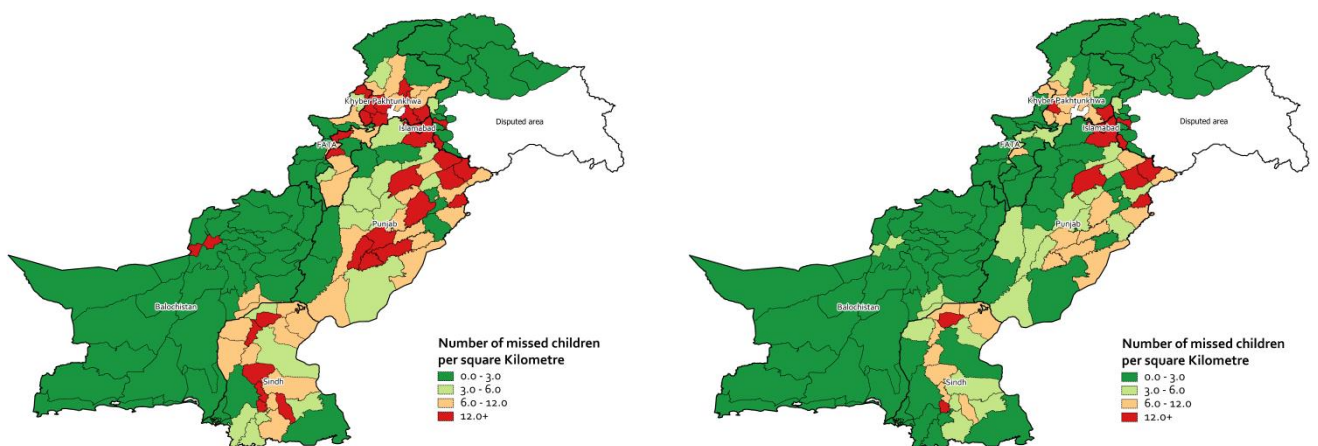 Khyber Pakhtunkhwa
Disputed area
Islamabad
FATA
Punjab
Balochistan
Sindh
Number of missed children
per square Kilometre
0.0 - 3.0
3.0 - 6.0
6.0 - 12.0
12.0+
Khyber Pakhtunkhwa
Disputed area
Islamabad
FATA
Punjab
Balochistan
Sindh
Number of missed children
per square Kilometre
0.0 - 3.0
3.0 - 6.0
6.0 - 12.0
12.0+